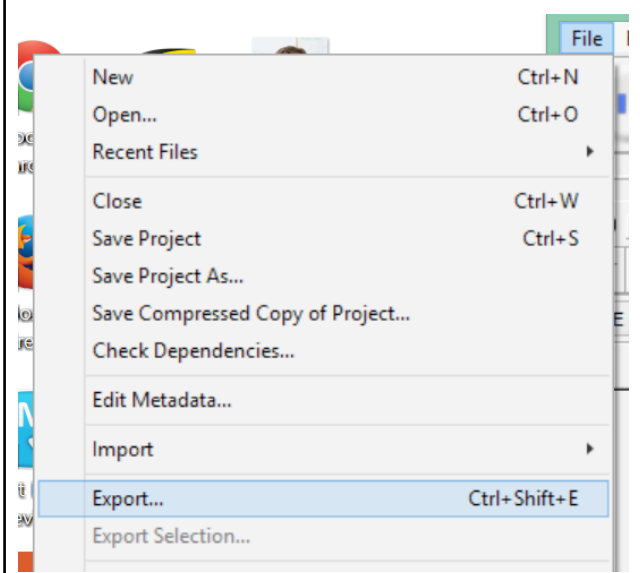 File
New Ctrl+N
Open... Ctrl+O
Recent Files
Close Ctrl+W
Save Project Ctrl+S
Save Project As...
Save Compressed Copy of Project...
Check Dependencies...
Edit Metadata...
Import
Export... Ctrl+Shift+E
Export Selection...